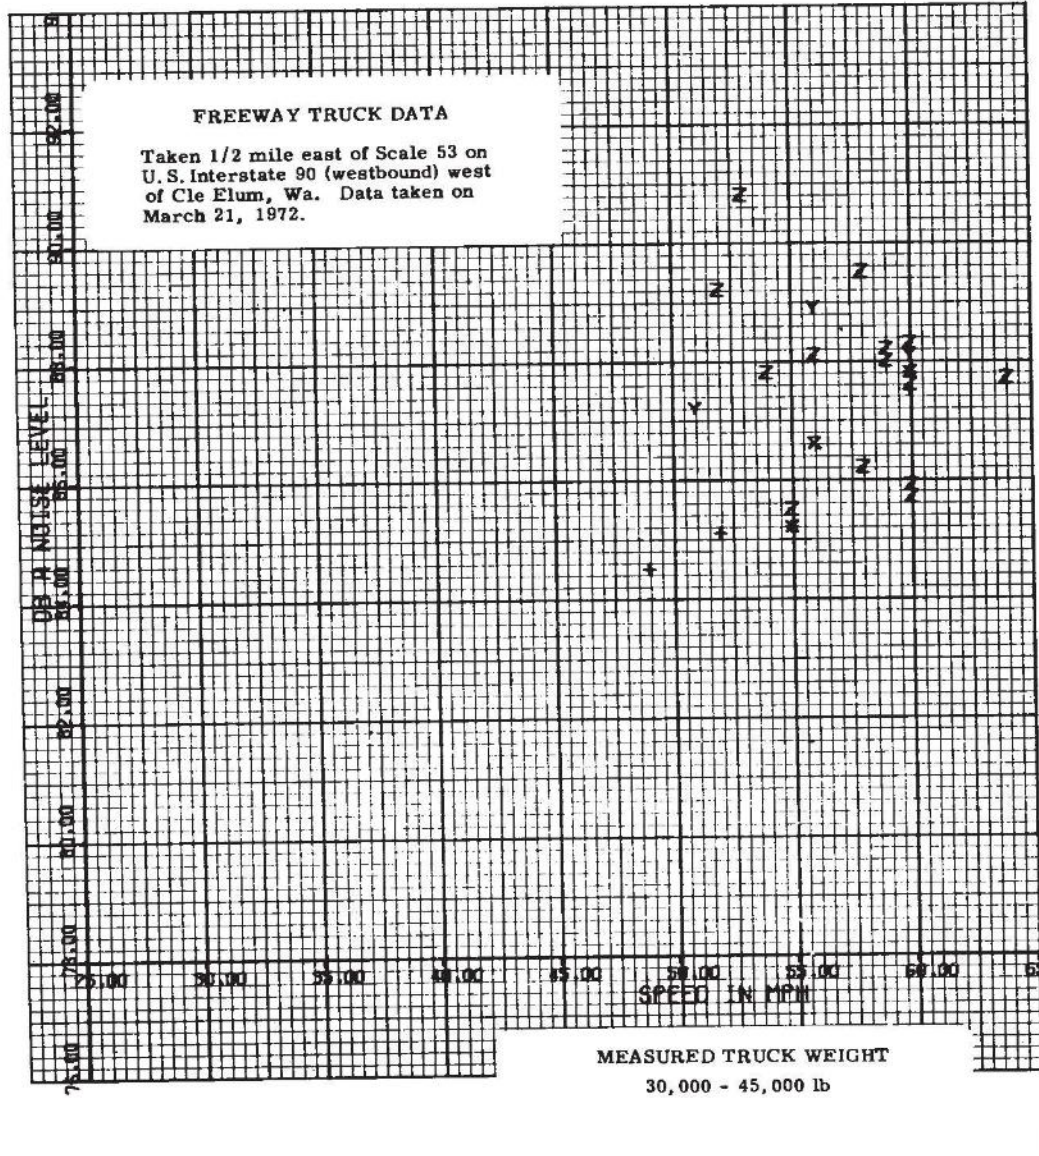 FREEWAY TRUCK DATA
Taken 1/2 mile east of Scale 53 on
U.S. Interstate 90 (westbound) west
of Cle Elum, Wa. Data taken on
March 21, 1972.
92.00
90.00
88.00
86.00
84.00
82.00
80.00
78.00
76.00
DB A NOISE LEVEL
25.00 30.00 35.00 40.00 45.00 50.00 55.00 60.00
SPEED IN MPH
MEASURED TRUCK WEIGHT
30,000 - 45,000 lb